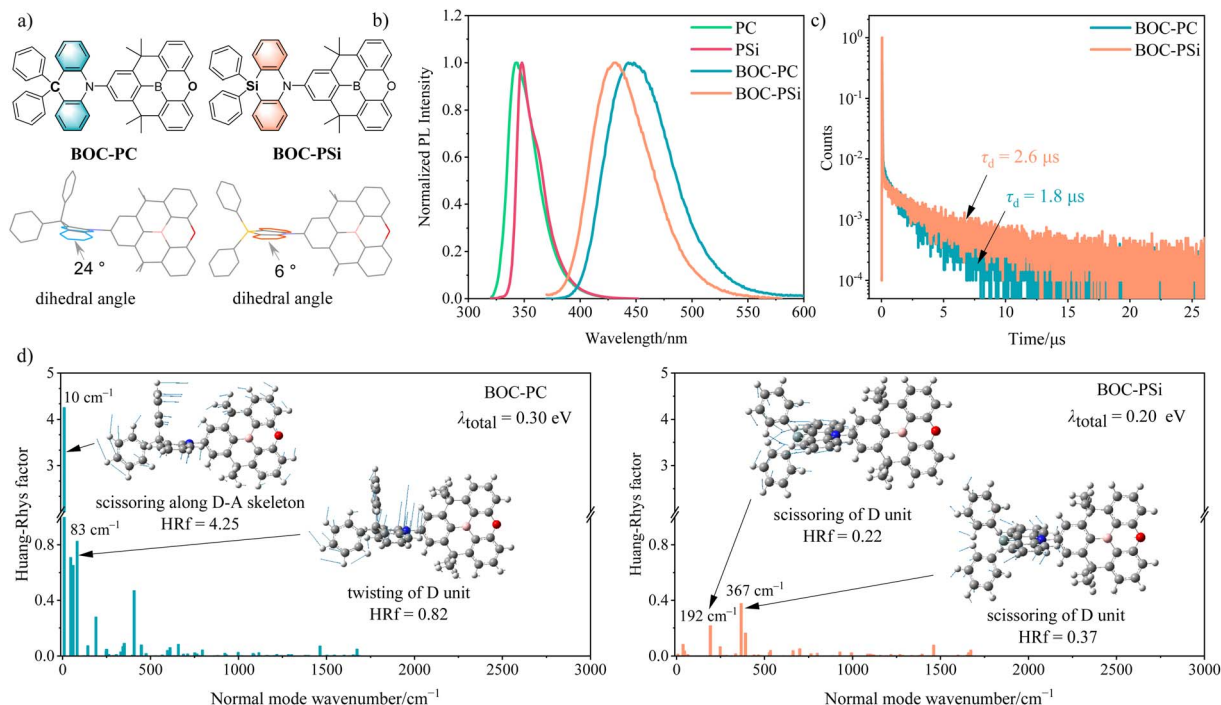 a)
C
N
B
O
BOC-PC
Si
N
B
O
BOC-PSi
24 °
dihedral angle
6 °
dihedral angle
b)
Normalized PL Intensity
1.2
1.0
0.8
0.6
0.4
0.2
0.0
PC
PSi
BOC-PC
BOC-PSi
300 350 400 450 500 550 600
Wavelength/nm
c)
Counts
10⁰
10⁻¹
10⁻²
10⁻³
10⁻⁴
BOC-PC
BOC-PSi
τd = 2.6 μs
τd = 1.8 μs
0 5 10 15 20 25
Time/μs
d)
Huang-Rhys factor
5
4
3
0.8
0.4
0.0
10 cm⁻¹
BOC-PC
λtotal = 0.30 eV
scissoring along D-A skeleton
HRf = 4.25
83 cm⁻¹
twisting of D unit
HRf = 0.82
0 500 1000 1500 2000 2500 3000
Normal mode wavenumber/cm⁻¹
Huang-Rhys factor
5
4
3
0.8
0.4
0.0
BOC-PSi
λtotal = 0.20 eV
scissoring of D unit
HRf = 0.22
367 cm⁻¹
192 cm⁻¹
scissoring of D unit
HRf = 0.37
0 500 1000 1500 2000 2500 3000
Normal mode wavenumber/cm⁻¹